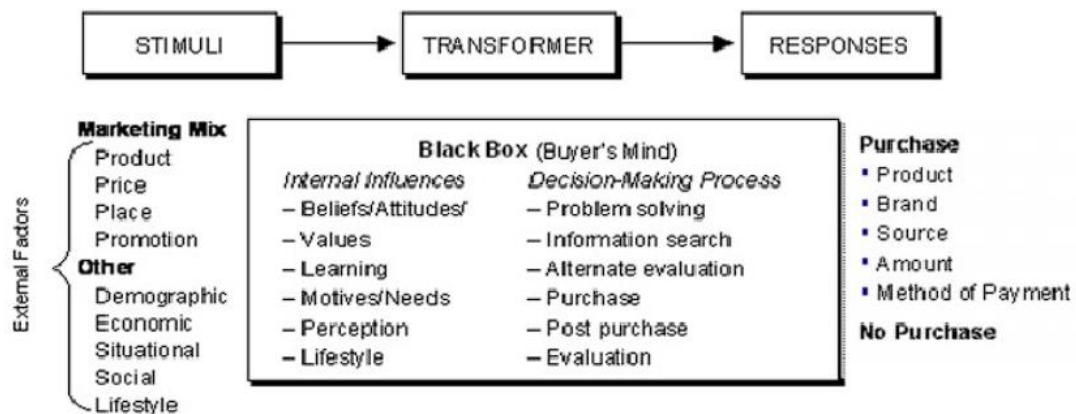 STIMULI
TRANSFORMER
RESPONSES
External Factors
Marketing Mix
Product
Price
Place
Promotion
Other
Demographic
Economic
Situational
Social
Lifestyle
Black Box (Buyer's Mind)
Internal Influences
– Beliefs/Attitudes/
– Values
– Learning
– Motives/Needs
– Perception
– Lifestyle
Decision-Making Process
– Problem solving
– Information search
– Alternate evaluation
– Purchase
– Post purchase
– Evaluation
Purchase
▪ Product
▪ Brand
▪ Source
▪ Amount
▪ Method of Payment
No Purchase